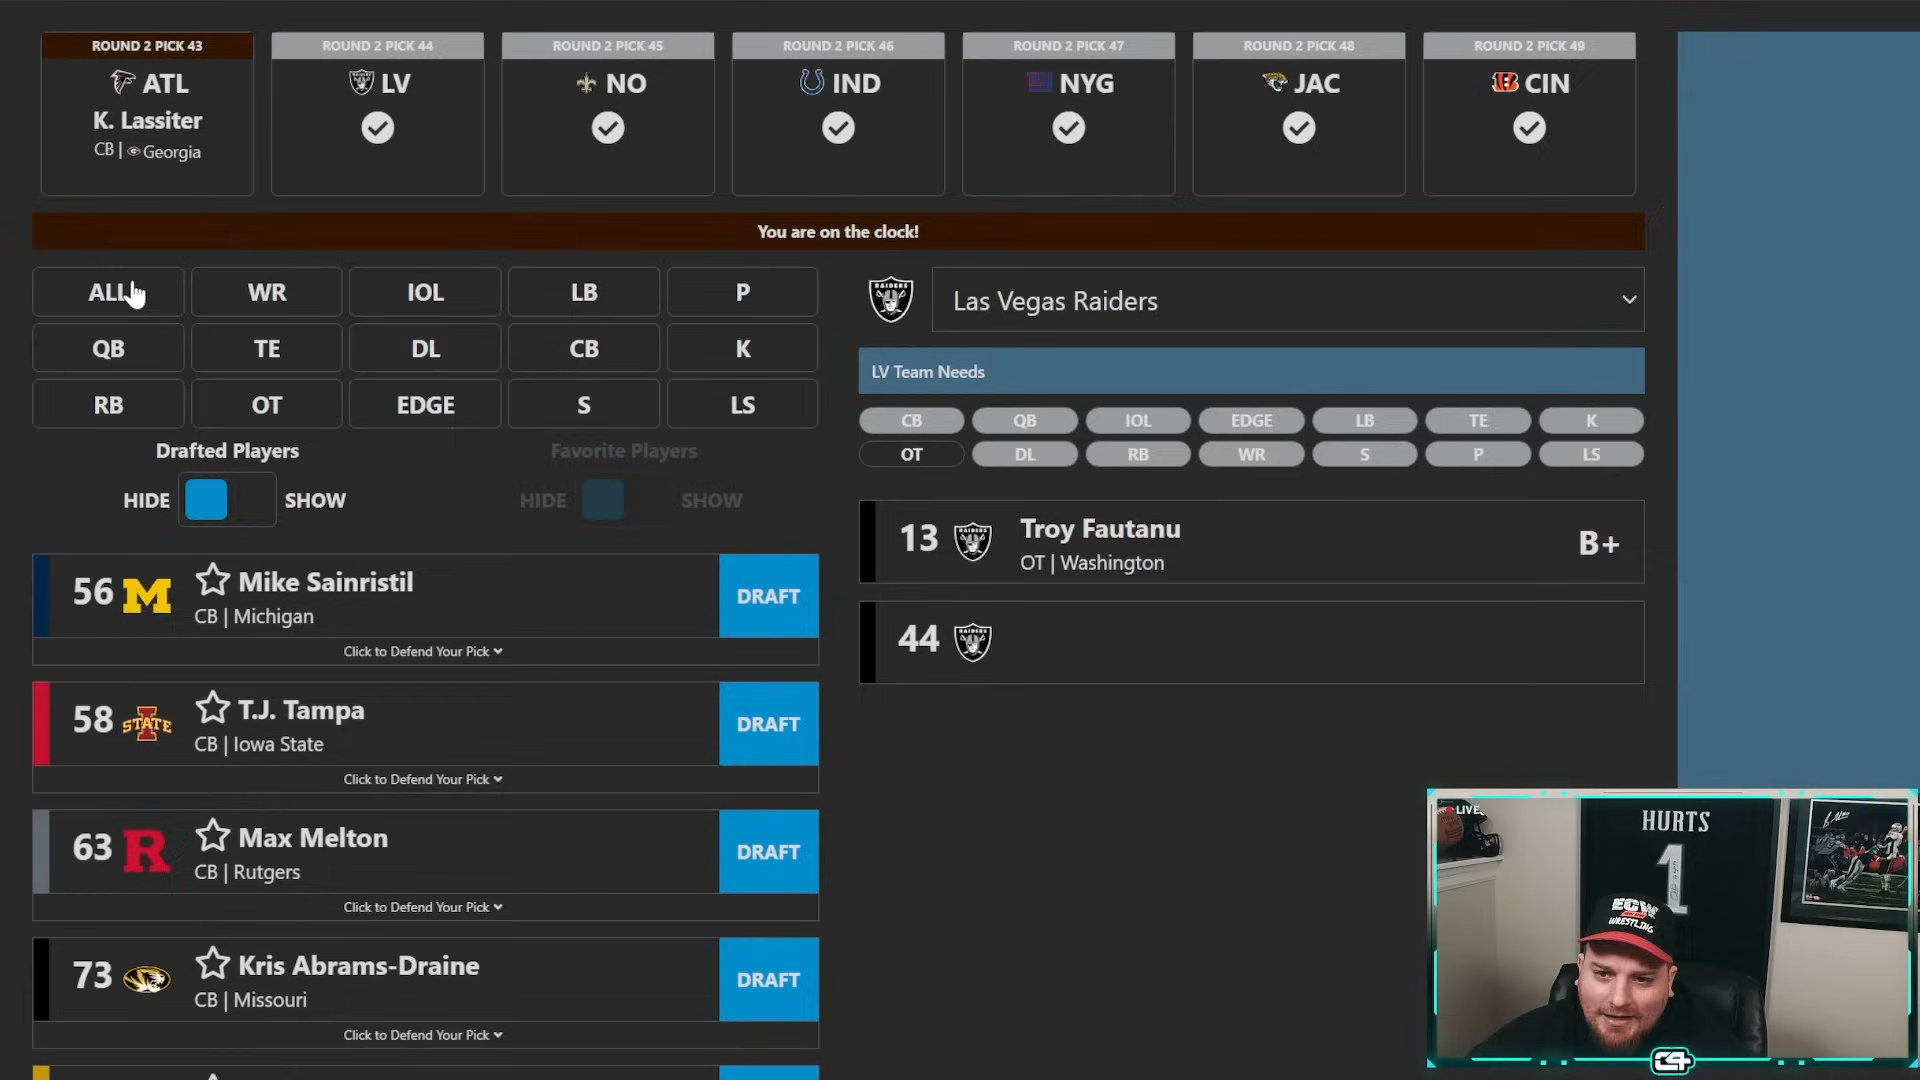 ROUND 2 PICK 43
ATL
K. Lassiter
CB | Georgia
ROUND 2 PICK 44
LV
ROUND 2 PICK 45
NO
ROUND 2 PICK 46
IND
ROUND 2 PICK 47
NYG
ROUND 2 PICK 48
JAC
ROUND 2 PICK 49
CIN
You are on the clock!
ALL WR IOL LB P
QB TE DL CB K
RB OT EDGE S LS
Drafted Players
HIDE SHOW
Favorite Players
HIDE SHOW
56 M Mike Sainristil
CB | Michigan
DRAFT
Click to Defend Your Pick
58 STATE T.J. Tampa
CB | Iowa State
DRAFT
Click to Defend Your Pick
63 R Max Melton
CB | Rutgers
DRAFT
Click to Defend Your Pick
73 Kris Abrams-Draine
CB | Missouri
DRAFT
Click to Defend Your Pick
RAIDERS
Las Vegas Raiders
LV Team Needs
CB QB IOL EDGE LB TE K
OT DL RB WR S P LS
13 RAIDERS Troy Fautanu
OT | Washington
B+
44 RAIDERS
LIVE
HURTS
1
ECW
WRESTLING
C4